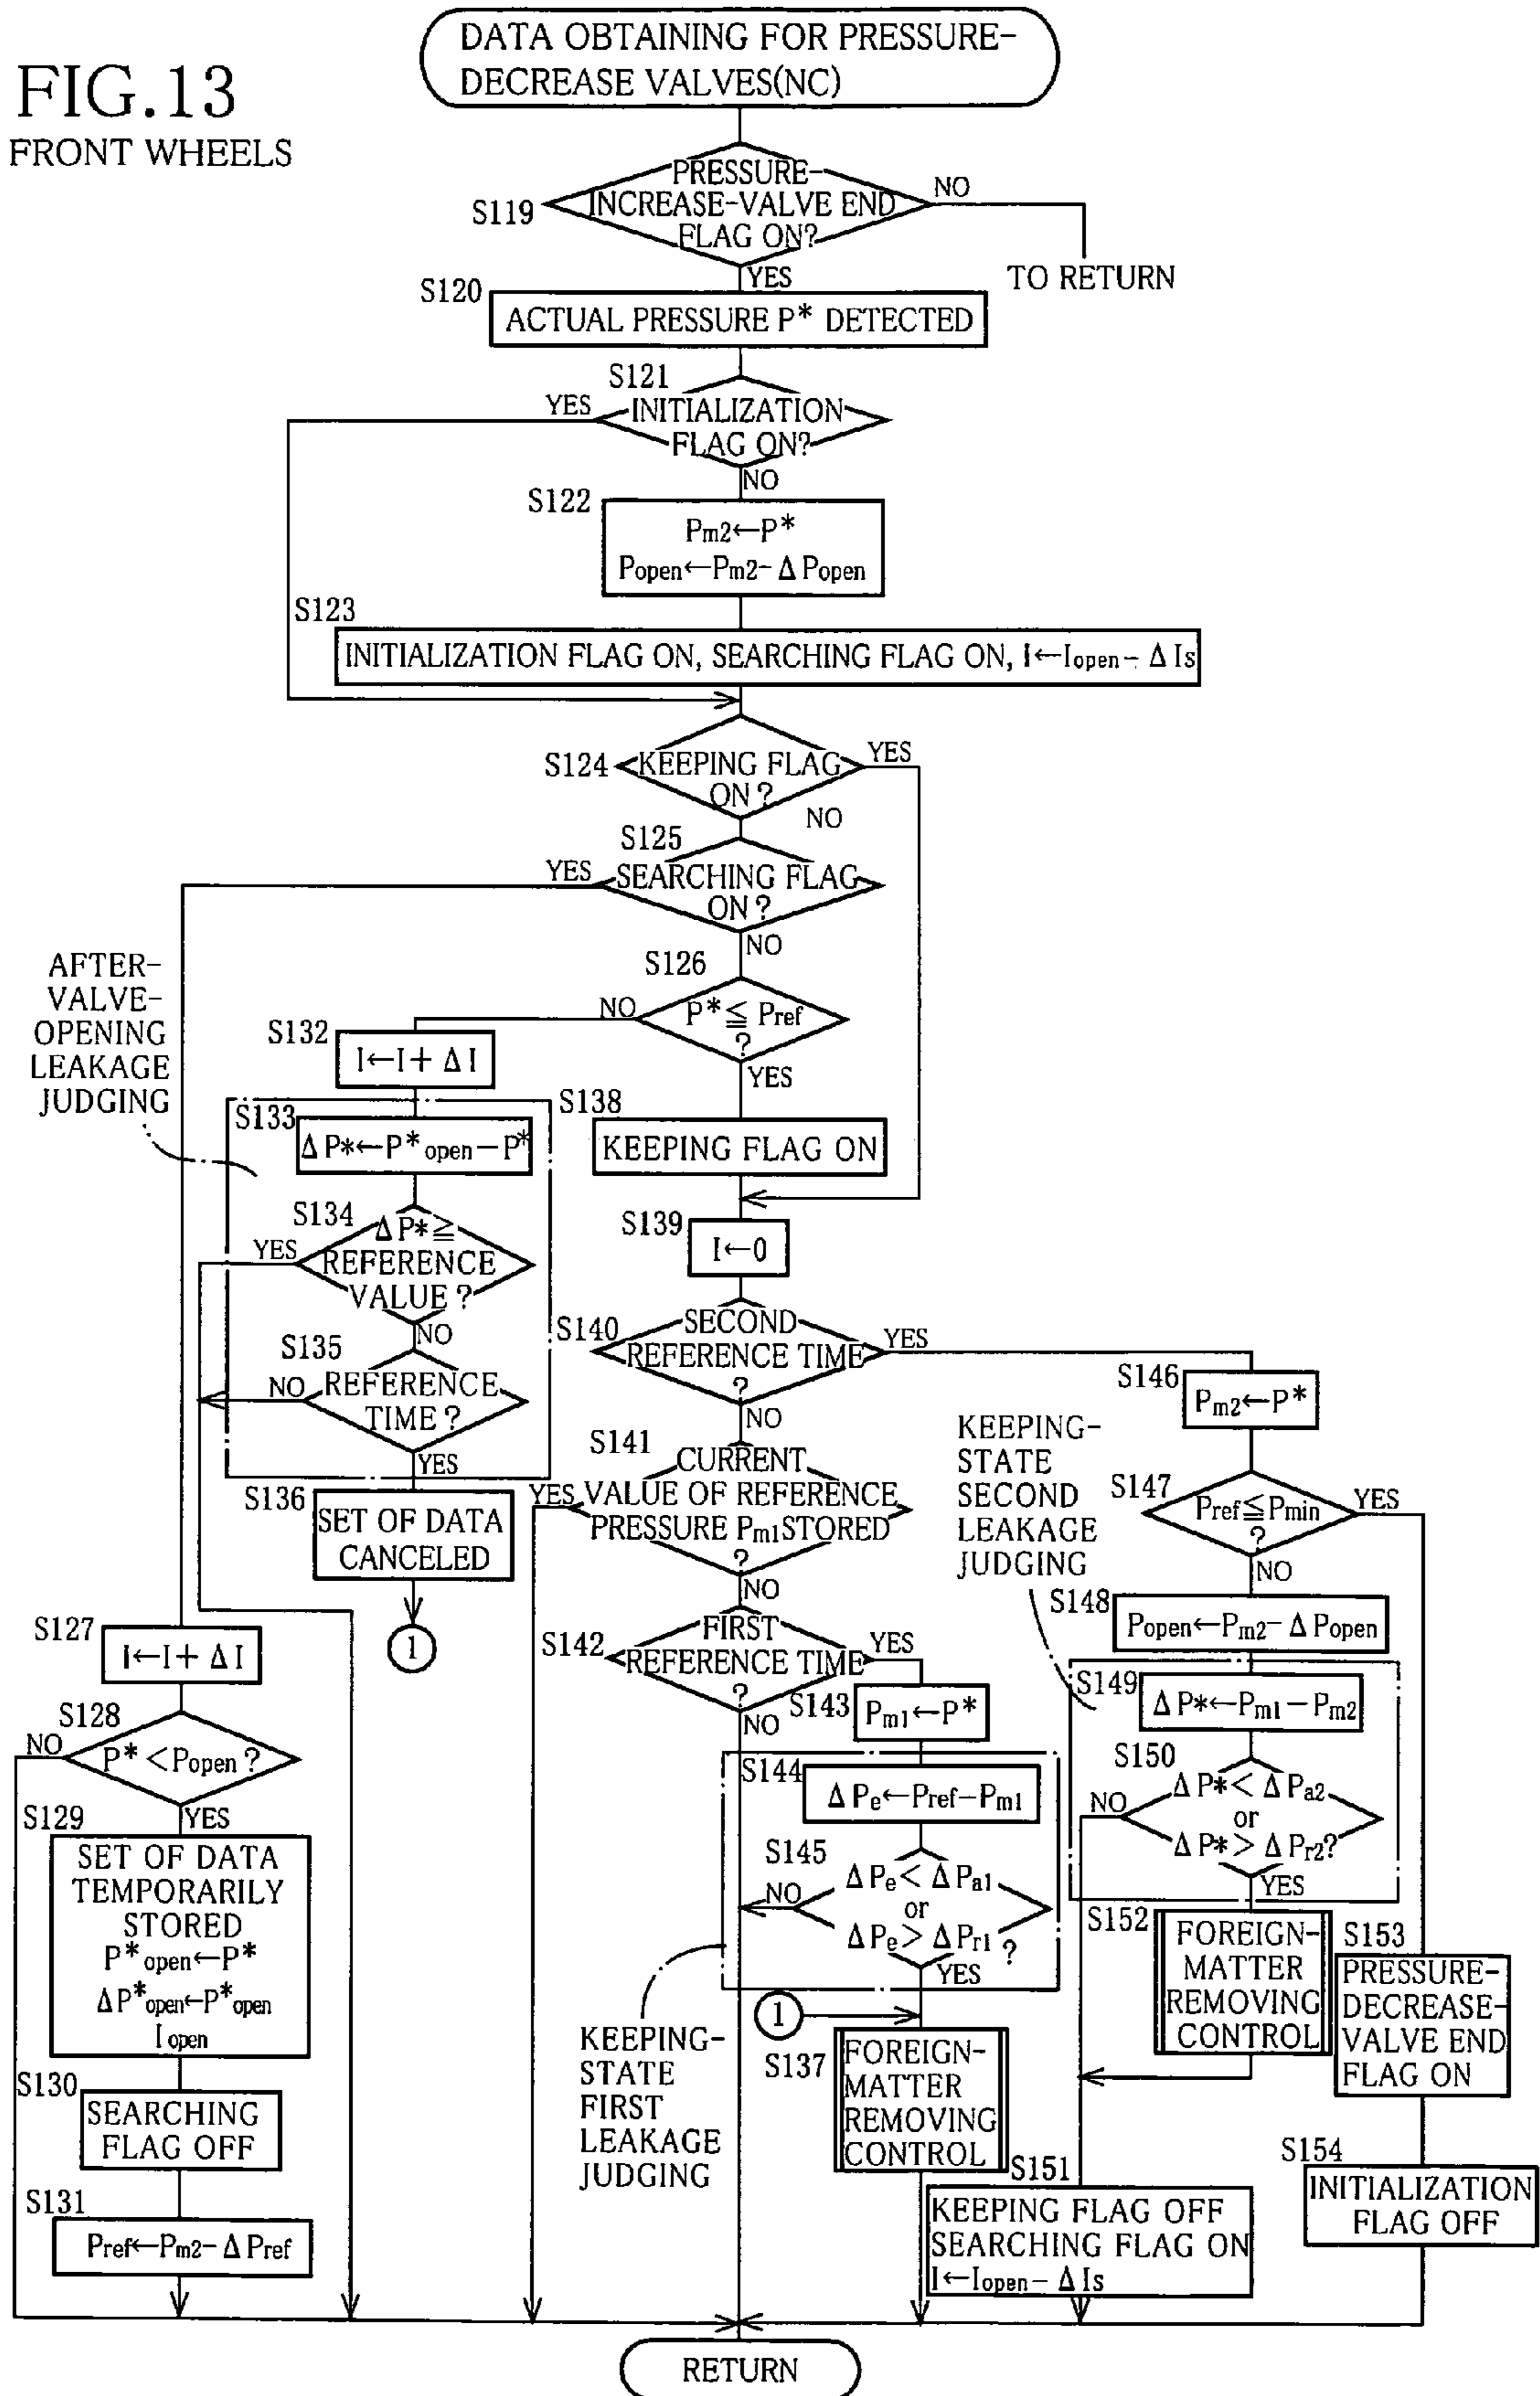 FIG.13
FRONT WHEELS
DATA OBTAINING FOR PRESSURE-
DECREASE VALVES(NC)
S119
PRESSURE-
INCREASE-VALVE END
FLAG ON?
NO
YES
TO RETURN
S120
ACTUAL PRESSURE P* DETECTED
S121
YES
INITIALIZATION
FLAG ON?
NO
S122
Pm2←P*
Popen←Pm2-ΔPopen
S123
INITIALIZATION FLAG ON, SEARCHING FLAG ON, I←Iopen-ΔIs
S124
KEEPING FLAG
ON?
YES
NO
S125
YES
SEARCHING FLAG
ON?
NO
S126
NO
P*≦Pref
?
YES
AFTER-
VALVE-
OPENING
LEAKAGE
JUDGING
S132
I←I+ΔI
S133
ΔP*←P*open-P*
S134
ΔP*≧
REFERENCE
VALUE?
YES
NO
S135
NO
REFERENCE
TIME?
YES
S136
SET OF DATA
CANCELED
1
S138
KEEPING FLAG ON
S139
I←0
S140
SECOND
REFERENCE TIME
?
YES
NO
S141
YES
CURRENT
VALUE OF REFERENCE
PRESSURE Pm1 STORED
?
NO
S142
FIRST
REFERENCE TIME
?
YES
NO
S143
Pm1←P*
S144
ΔPe←Pref-Pm1
S145
NO
ΔPe<ΔPa1
or
ΔPe>ΔPr1?
YES
1
S137
FOREIGN-
MATTER
REMOVING
CONTROL
KEEPING-
STATE
FIRST
LEAKAGE
JUDGING
S127
I←I+ΔI
S128
NO
P*<Popen?
YES
S129
SET OF DATA
TEMPORARILY
STORED
P*open←P*
ΔP*open←P*open
Iopen
S130
SEARCHING
FLAG OFF
S131
Pref←Pm2-ΔPref
S146
Pm2←P*
KEEPING-
STATE
SECOND
LEAKAGE
JUDGING
S147
Pref≦Pmin
?
YES
NO
S148
Popen←Pm2-ΔPopen
S149
ΔP*←Pm1-Pm2
S150
NO
ΔP*<ΔPa2
or
ΔP*>ΔPr2?
YES
S152
FOREIGN-
MATTER
REMOVING
CONTROL
S153
PRESSURE-
DECREASE-
VALVE END
FLAG ON
S151
KEEPING FLAG OFF
SEARCHING FLAG ON
I←Iopen-ΔIs
S154
INITIALIZATION
FLAG OFF
RETURN